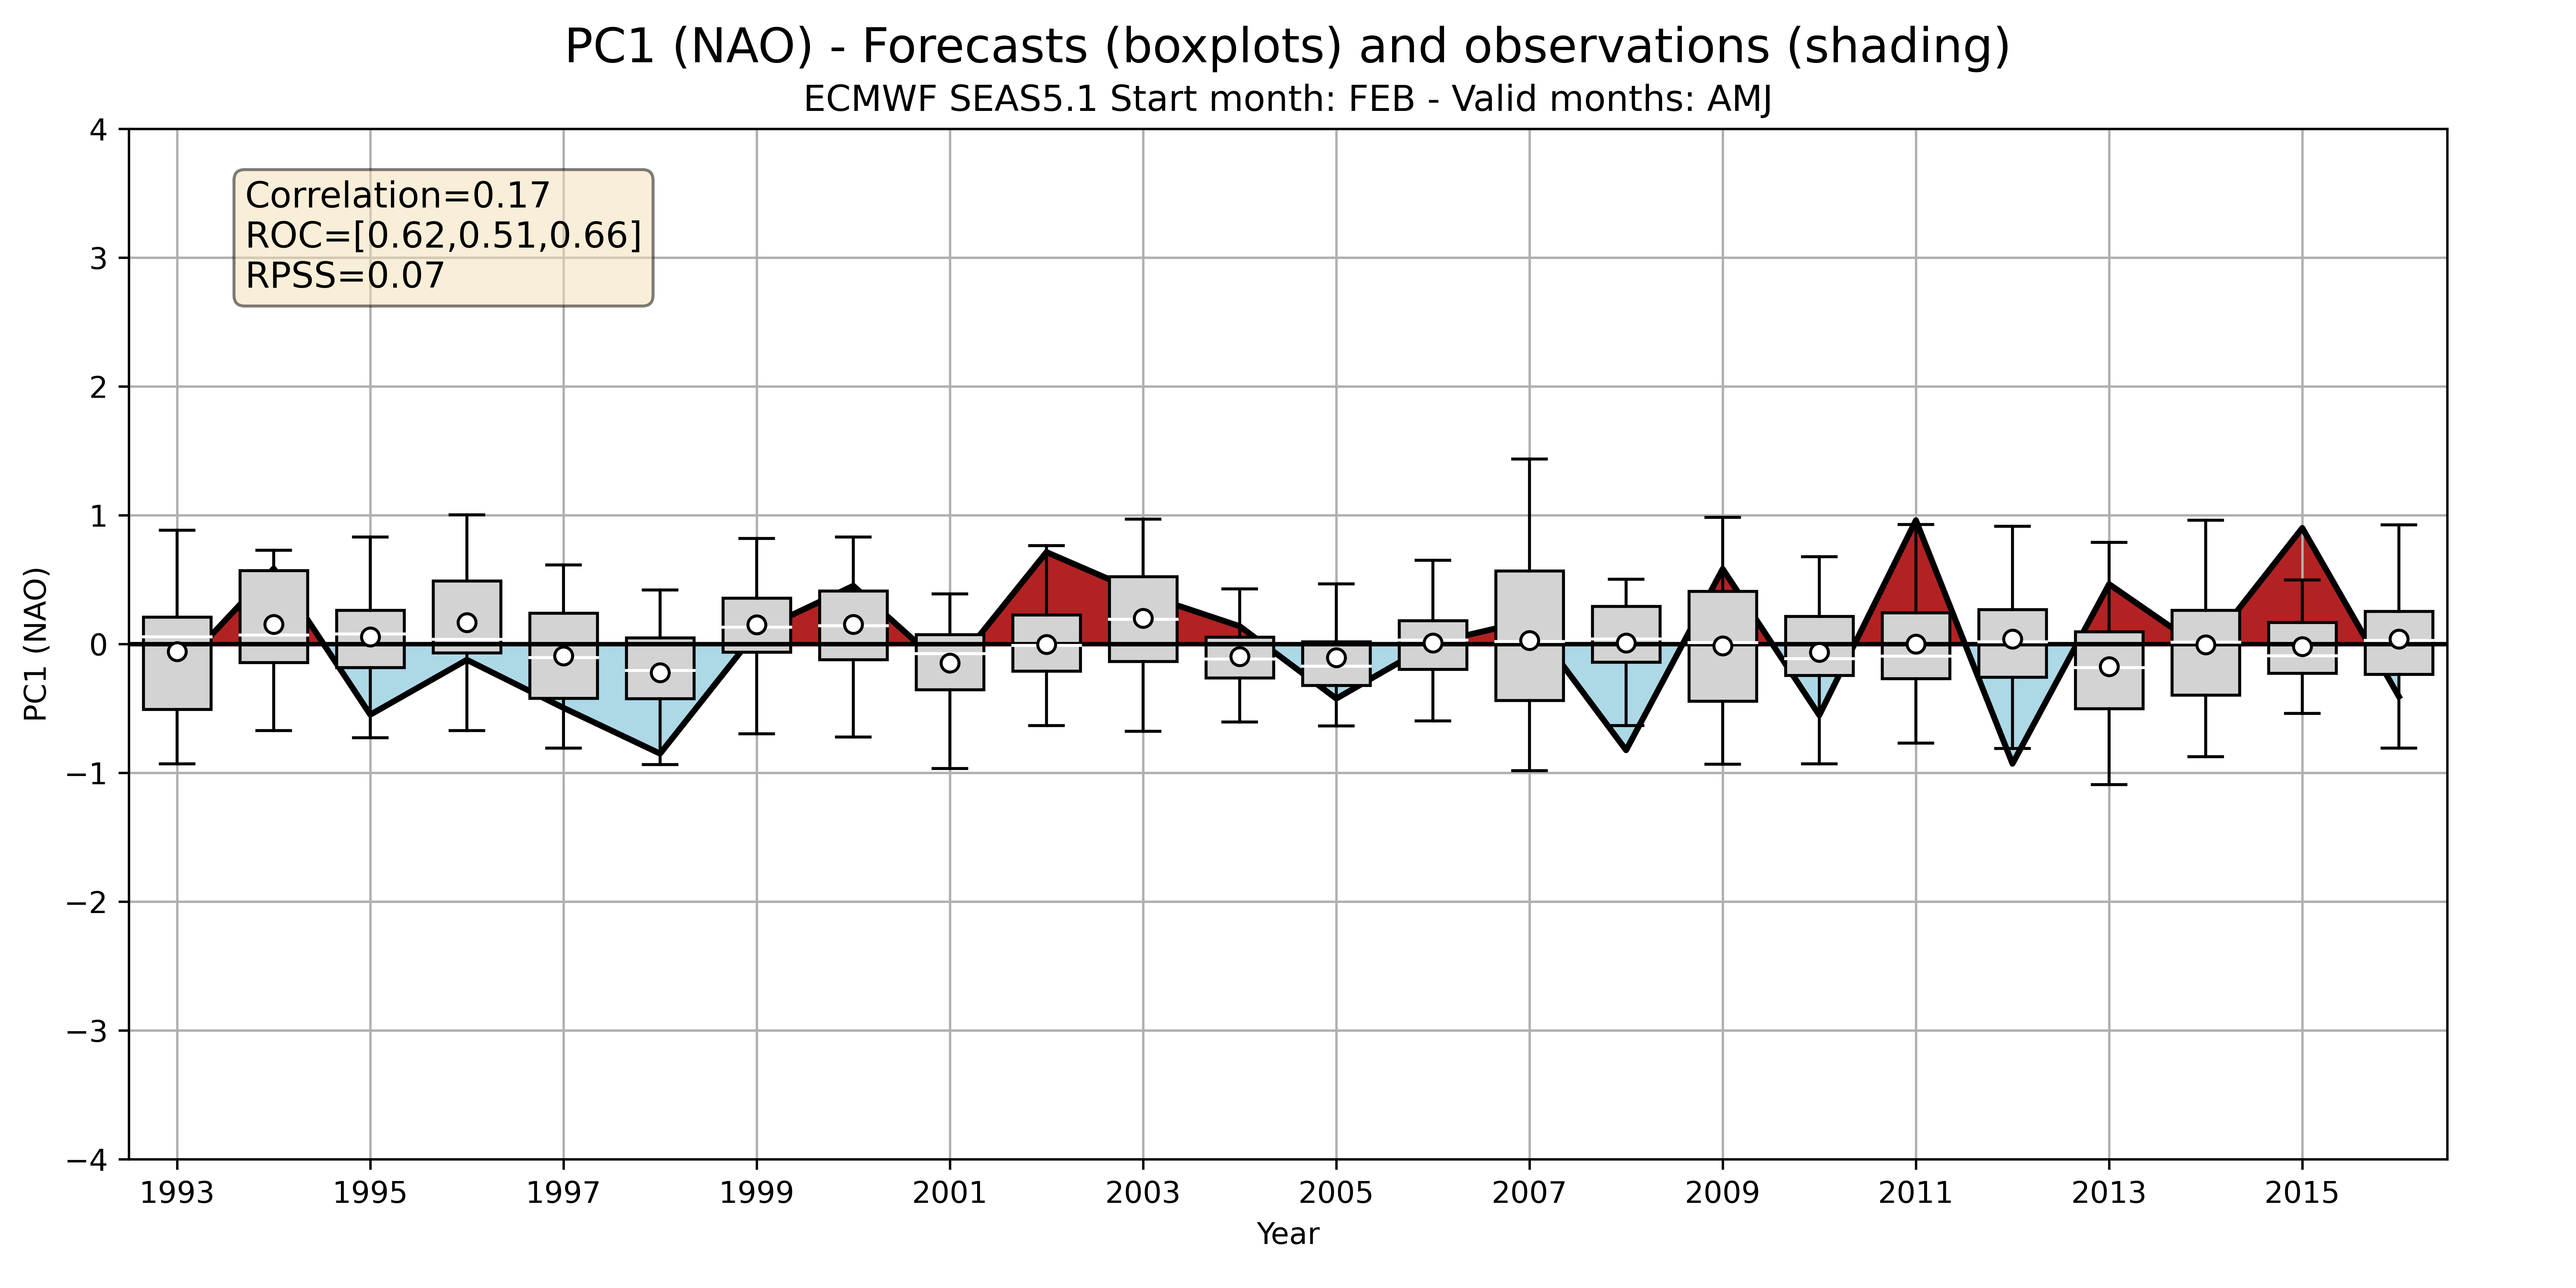 PC1 (NAO) - Forecasts (boxplots) and observations (shading)
ECMWF SEAS5.1 Start month: FEB - Valid months: AMJ
Correlation=0.17
ROC=[0.62,0.51,0.66]
RPSS=0.07
PC1 (NAO)
4
3
2
1
0
−1
−2
−3
−4
1993 1995 1997 1999 2001 2003 2005 2007 2009 2011 2013 2015
Year